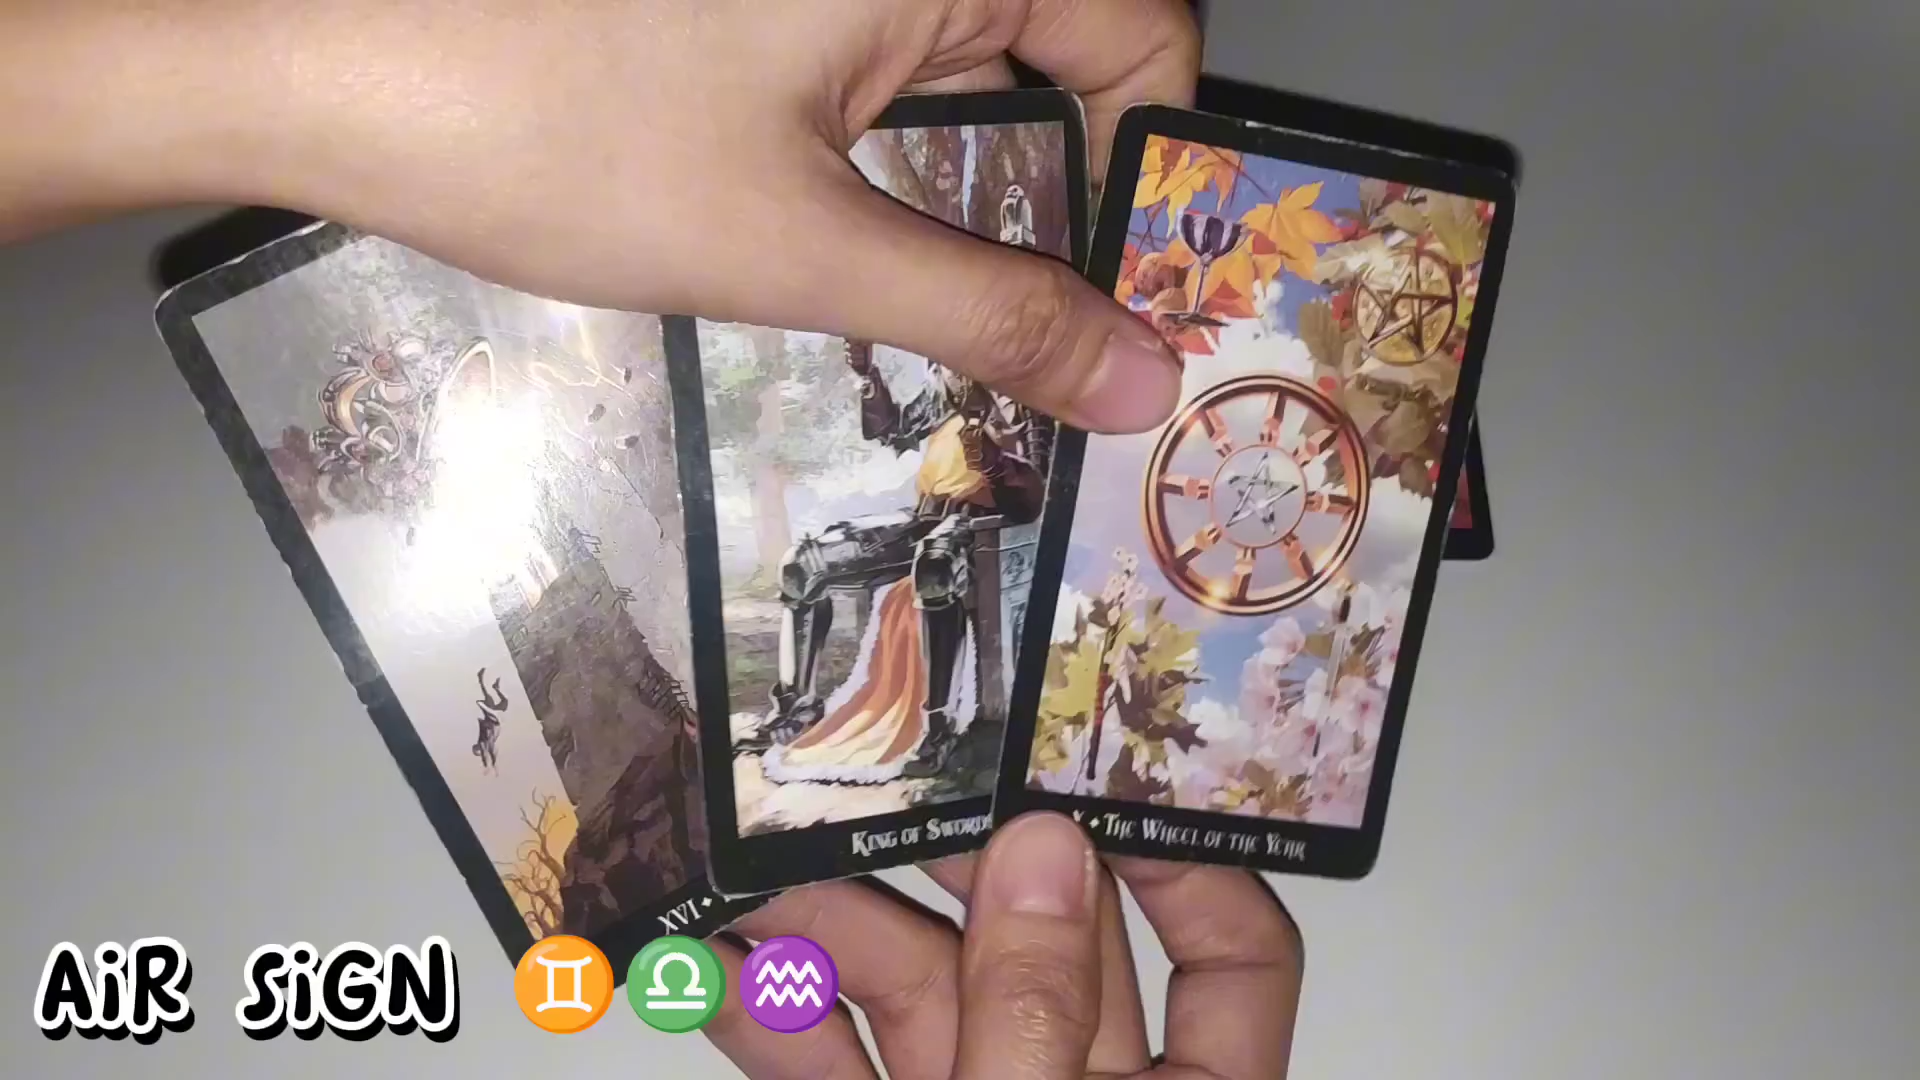 KING OF SWORDS
X • THE WHEEL OF THE YEAR
XVI •
AiR SiGN ♊ ♎ ♒